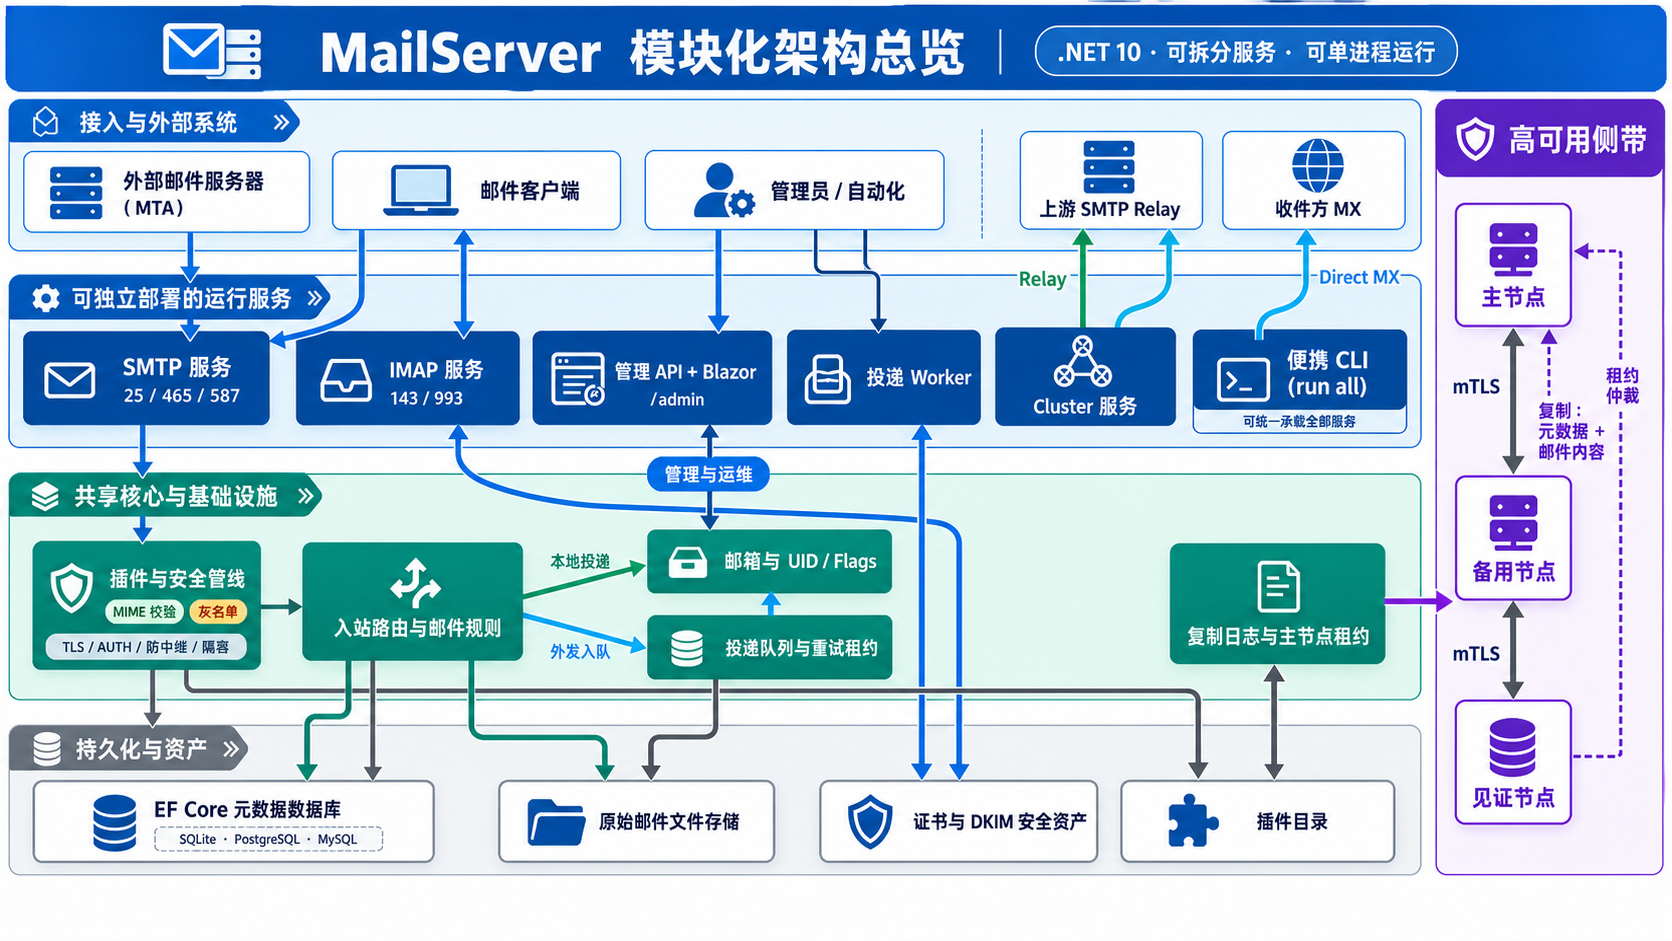 MailServer 模块化架构总览
.NET 10 · 可拆分服务 · 可单进程运行
接入与外部系统
外部邮件服务器
(MTA)
邮件客户端
管理员 / 自动化
上游 SMTP Relay
收件方 MX
Relay
Direct MX
可独立部署的运行服务
SMTP 服务
25 / 465 / 587
IMAP 服务
143 / 993
管理 API + Blazor
/admin
投递 Worker
Cluster 服务
便携 CLI
(run all)
可统一承载全部服务
管理与运维
共享核心与基础设施
插件与安全管线
MIME 校验
灰名单
TLS / AUTH / 防中继 / 隔容
入站路由与邮件规则
本地投递
外发入队
邮箱与 UID / Flags
投递队列与重试租约
复制日志与主节点租约
持久化与资产
EF Core 元数据数据库
SQLite · PostgreSQL · MySQL
原始邮件文件存储
证书与 DKIM 安全资产
插件目录
高可用侧带
主节点
mTLS
租约
仲裁
复制：
元数据 +
邮件内容
备用节点
mTLS
见证节点